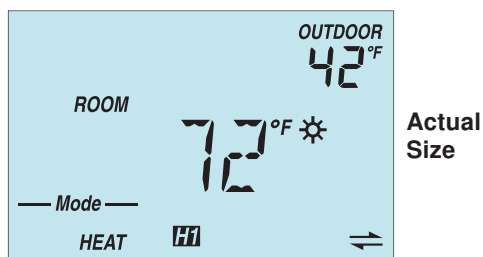 OUTDOOR
42°F
ROOM
72°F
Actual
Size
Mode
HEAT H1